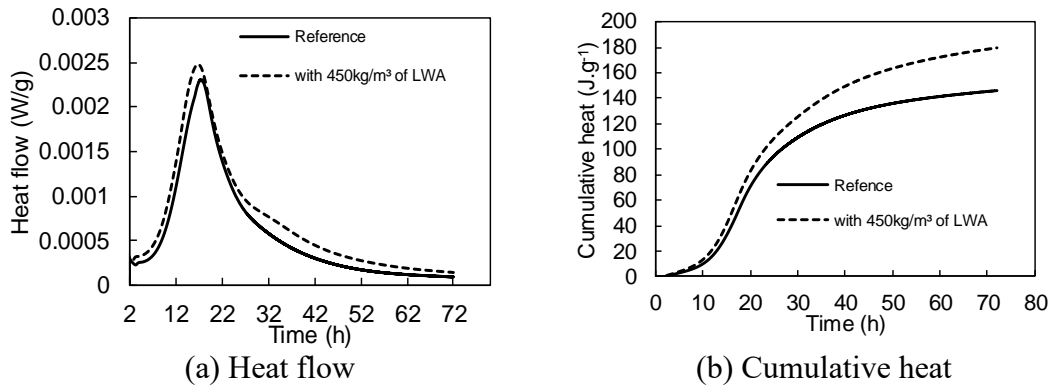 0.003
0.0025
0.002
0.0015
0.001
0.0005
0
Heat flow (W/g)
Reference
with 450kg/m³ of LWA
2 12 22 32 42 52 62 72
Time (h)
(a) Heat flow
200
180
160
140
120
100
80
60
40
20
0
Cumulative heat (J.g⁻¹)
Refence
with 450kg/m³ of LWA
0 10 20 30 40 50 60 70 80
Time (h)
(b) Cumulative heat